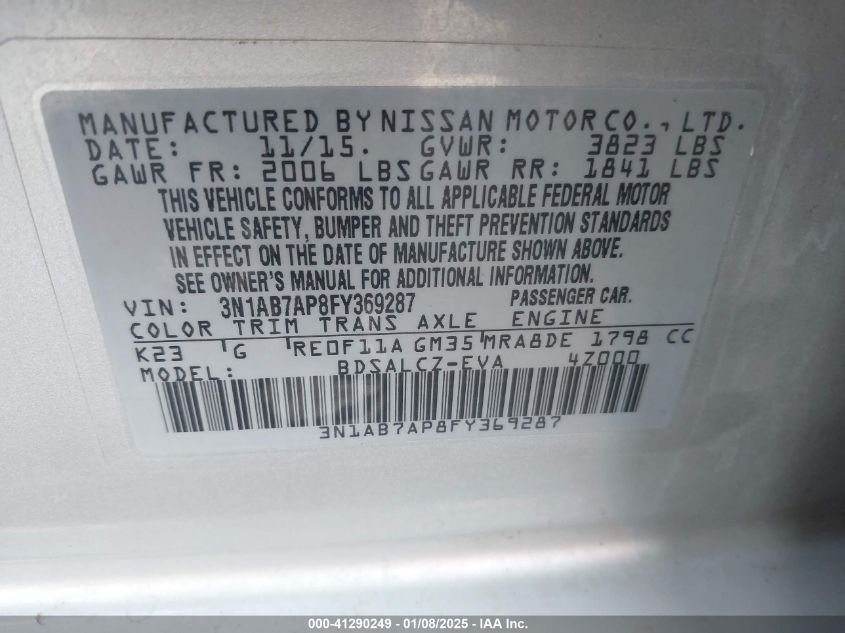 MANUFACTURED BY NISSAN MOTOR CO., LTD.
DATE: 11/15. GVWR: 3823 LBS
GAWR FR: 2006 LBS GAWR RR: 1841 LBS
THIS VEHICLE CONFORMS TO ALL APPLICABLE FEDERAL MOTOR
VEHICLE SAFETY, BUMPER AND THEFT PREVENTION STANDARDS
IN EFFECT ON THE DATE OF MANUFACTURE SHOWN ABOVE.
SEE OWNER'S MANUAL FOR ADDITIONAL INFORMATION.
VIN: 3N1AB7AP8FY369287 PASSENGER CAR.
COLOR TRIM TRANS AXLE ENGINE
K23 G RE0F11A GM35 MRA8DE 1798 CC
MODEL: BDSALCZ-EVA 4Z000
3N1AB7AP8FY369287
000-41290249 - 01/08/2025 - IAA Inc.